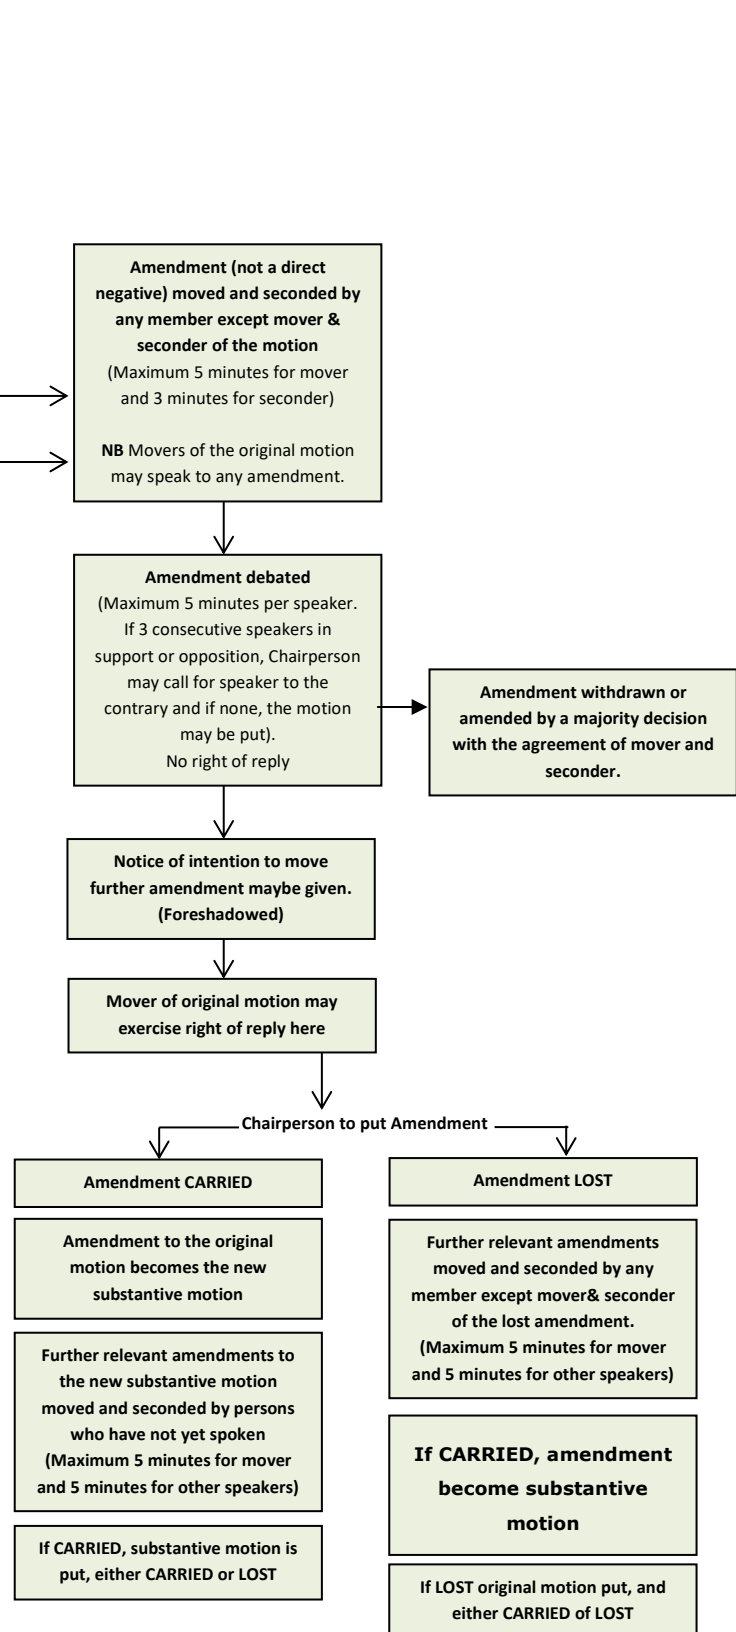 Amendment (not a direct
negative) moved and seconded by
any member except mover &
seconder of the motion
(Maximum 5 minutes for mover
and 3 minutes for seconder)
NB Movers of the original motion
may speak to any amendment.
Amendment debated
(Maximum 5 minutes per speaker.
If 3 consecutive speakers in
support or opposition, Chairperson
may call for speaker to the
contrary and if none, the motion
may be put).
No right of reply
Amendment withdrawn or
amended by a majority decision
with the agreement of mover and
seconder.
Notice of intention to move
further amendment maybe given.
(Foreshadowed)
Mover of original motion may
exercise right of reply here
Chairperson to put Amendment
Amendment CARRIED
Amendment to the original
motion becomes the new
substantive motion
Further relevant amendments to
the new substantive motion
moved and seconded by persons
who have not yet spoken
(Maximum 5 minutes for mover
and 5 minutes for other speakers)
If CARRIED, substantive motion is
put, either CARRIED or LOST
Amendment LOST
Further relevant amendments
moved and seconded by any
member except mover& seconder
of the lost amendment.
(Maximum 5 minutes for mover
and 5 minutes for other speakers)
If CARRIED, amendment
become substantive
motion
If LOST original motion put, and
either CARRIED of LOST